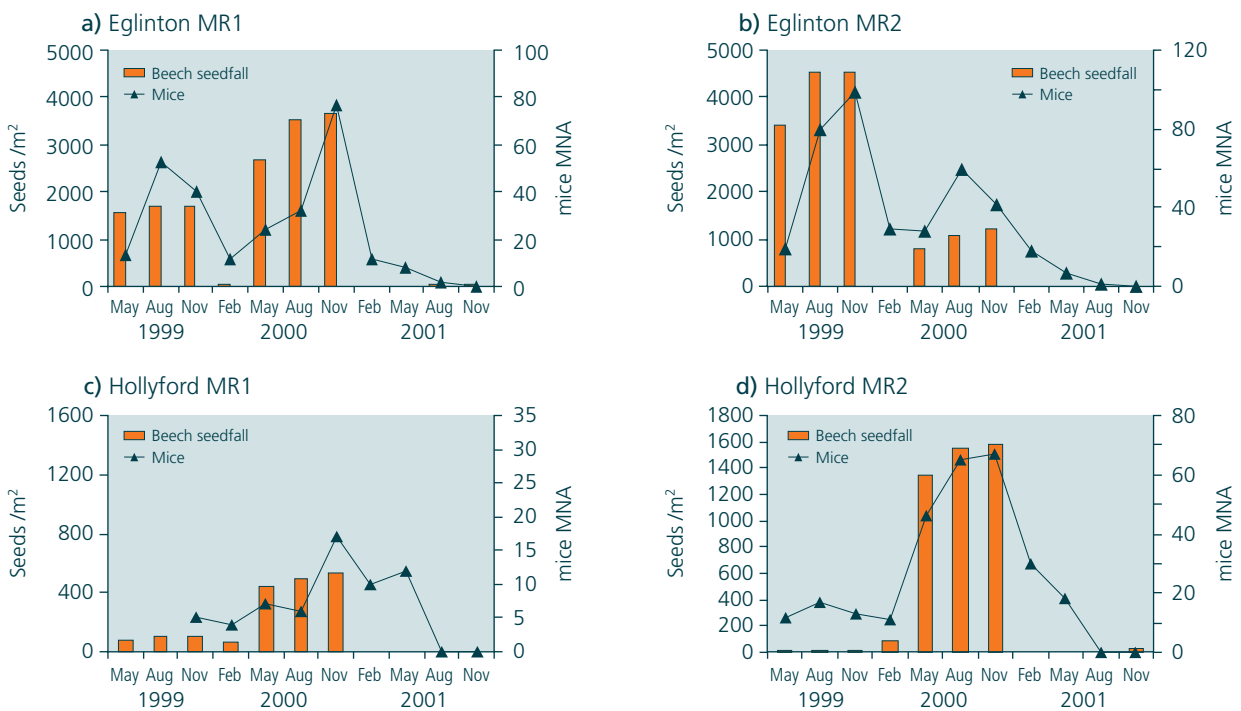 a) Eglinton MR1
5000
4000
3000
2000
1000
0
Seeds /m²
100
80
60
40
20
0
mice MNA
Beech seedfall
Mice
May Aug Nov Feb May Aug Nov Feb May Aug Nov
1999 2000 2001
b) Eglinton MR2
5000
4000
3000
2000
1000
0
Seeds /m²
120
80
40
0
mice MNA
Beech seedfall
Mice
May Aug Nov Feb May Aug Nov Feb May Aug Nov
1999 2000 2001
c) Hollyford MR1
1600
1200
800
400
0
Seeds /m²
35
30
25
20
15
10
5
0
mice MNA
Beech seedfall
Mice
May Aug Nov Feb May Aug Nov Feb May Aug Nov
1999 2000 2001
d) Hollyford MR2
1800
1600
1400
1200
1000
800
600
400
200
0
Seeds /m²
80
60
40
20
0
mice MNA
Beech seedfall
Mice
May Aug Nov Feb May Aug Nov Feb May Aug Nov
1999 2000 2001